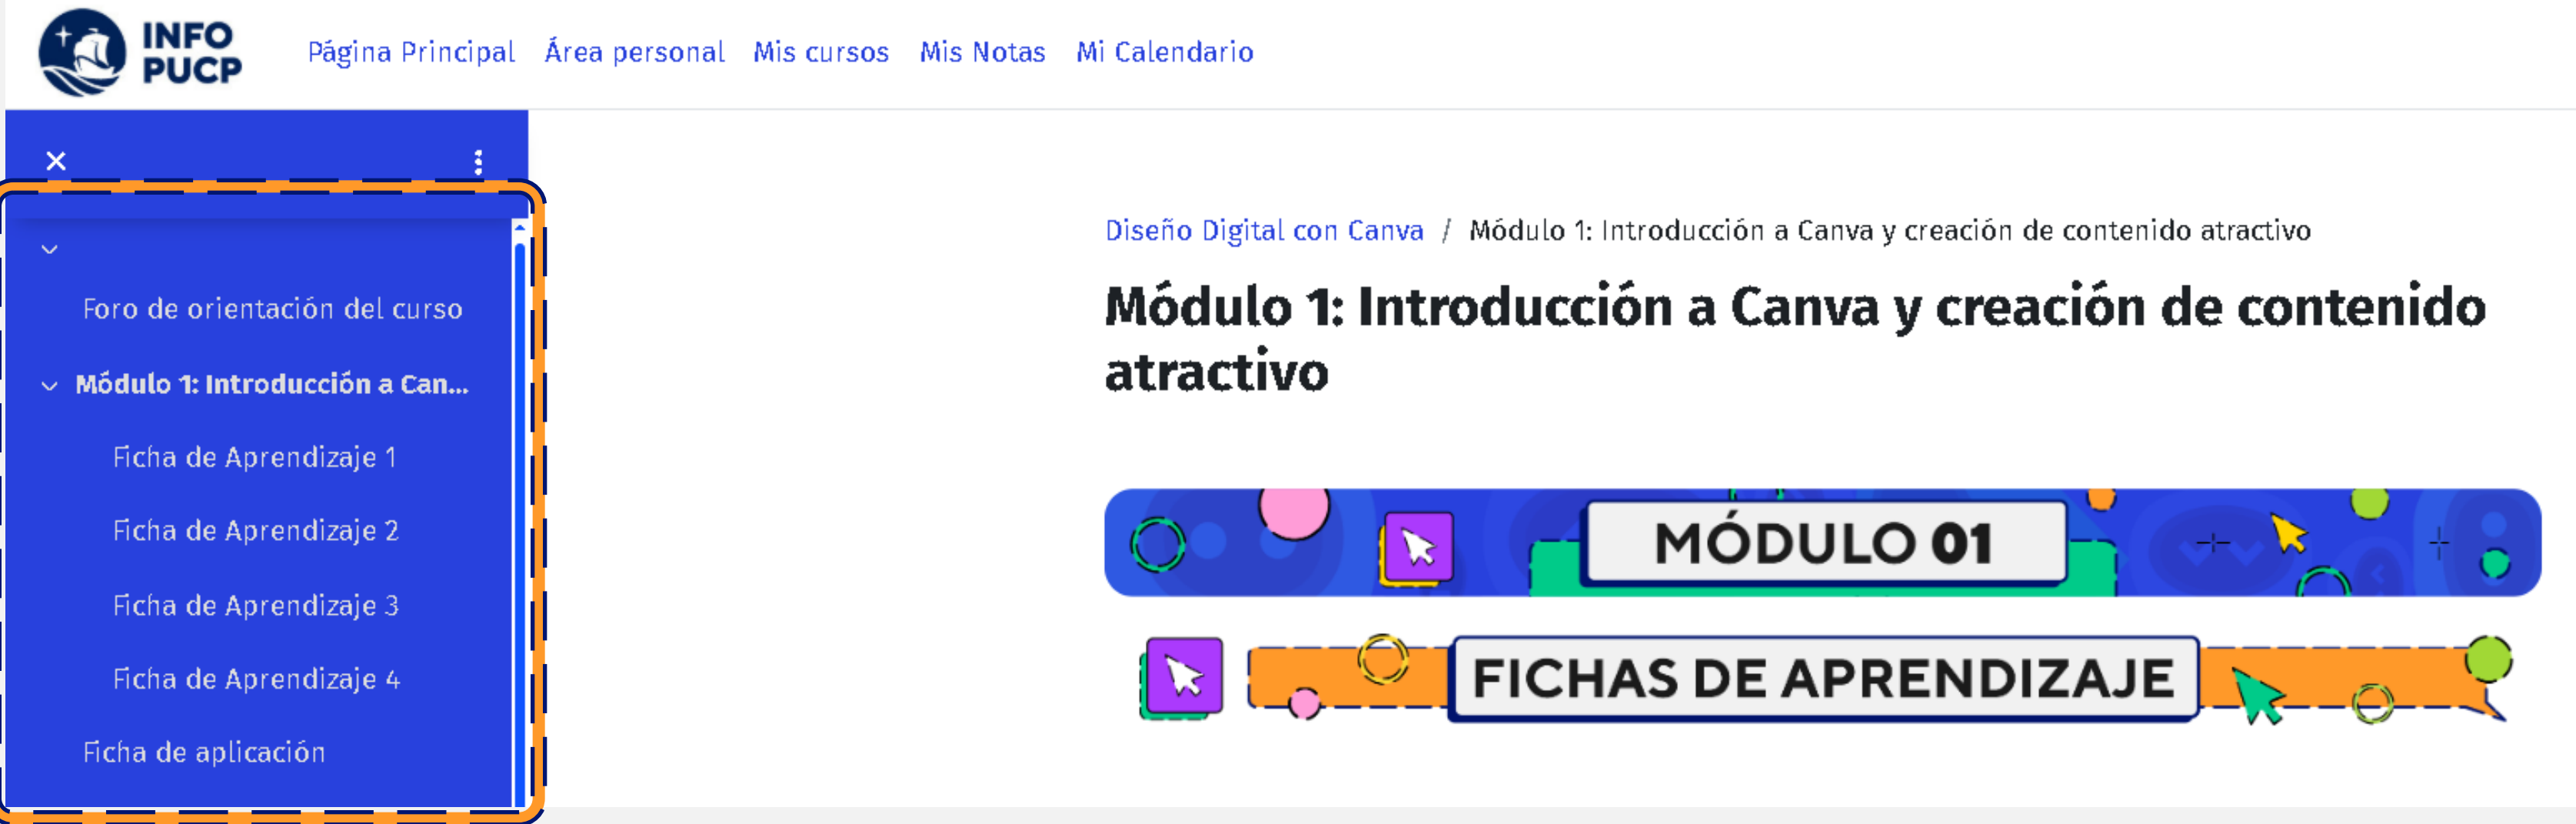 INFO
PUCP
Página Principal Área personal Mis cursos Mis Notas Mi Calendario
Foro de orientación del curso
Módulo 1: Introducción a Can...
Ficha de Aprendizaje 1
Ficha de Aprendizaje 2
Ficha de Aprendizaje 3
Ficha de Aprendizaje 4
Ficha de aplicación
Diseño Digital con Canva / Módulo 1: Introducción a Canva y creación de contenido atractivo
Módulo 1: Introducción a Canva y creación de contenido
atractivo
MÓDULO 01
FICHAS DE APRENDIZAJE